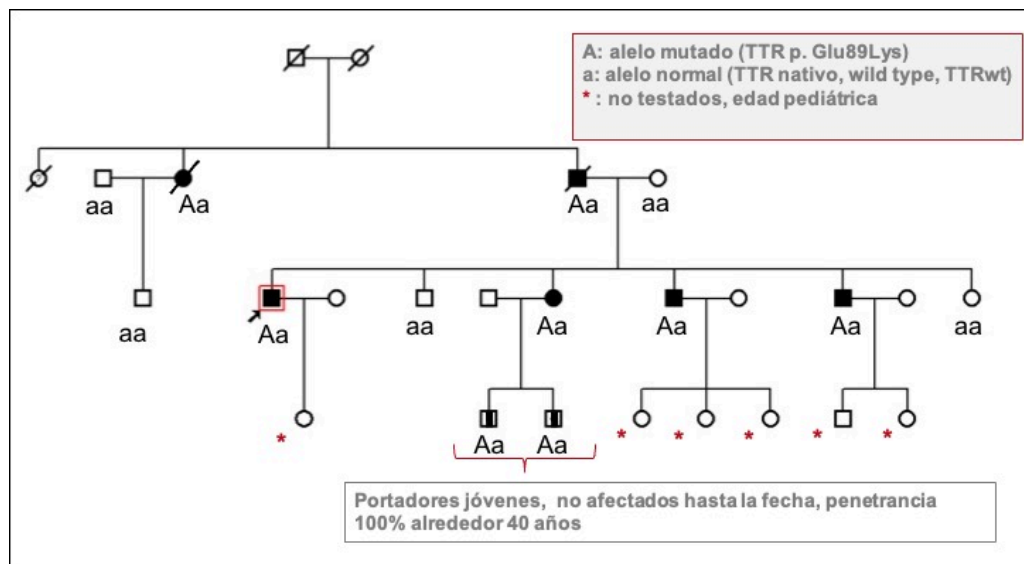 A: alelo mutado (TTR p. Glu89Lys)
a: alelo normal (TTR nativo, wild type, TTRwt)
* : no testados, edad pediátrica
aa Aa Aa aa
aa Aa aa Aa Aa Aa aa
* Aa Aa * * * * *
Portadores jóvenes, no afectados hasta la fecha, penetrancia
100% alrededor 40 años